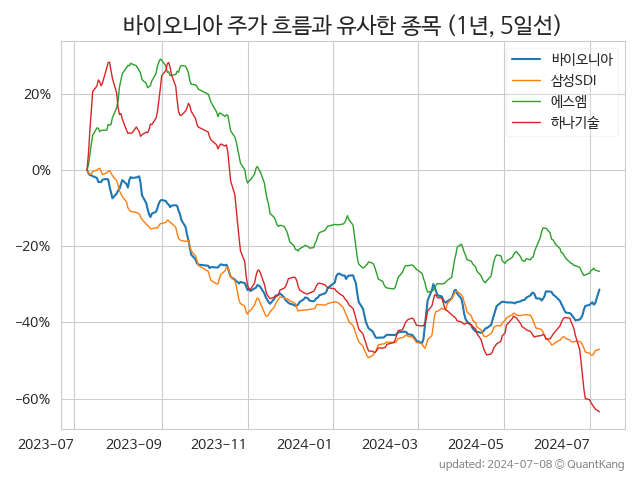 바이오니아 주가 흐름과 유사한 종목 (1년, 5일선)
바이오니아
삼성SDI
에스엠
하나기술
20%
0%
−20%
−40%
−60%
2023-07
2023-09
2023-11
2024-01
2024-03
2024-05
2024-07
updated: 2024-07-08 © QuantKang